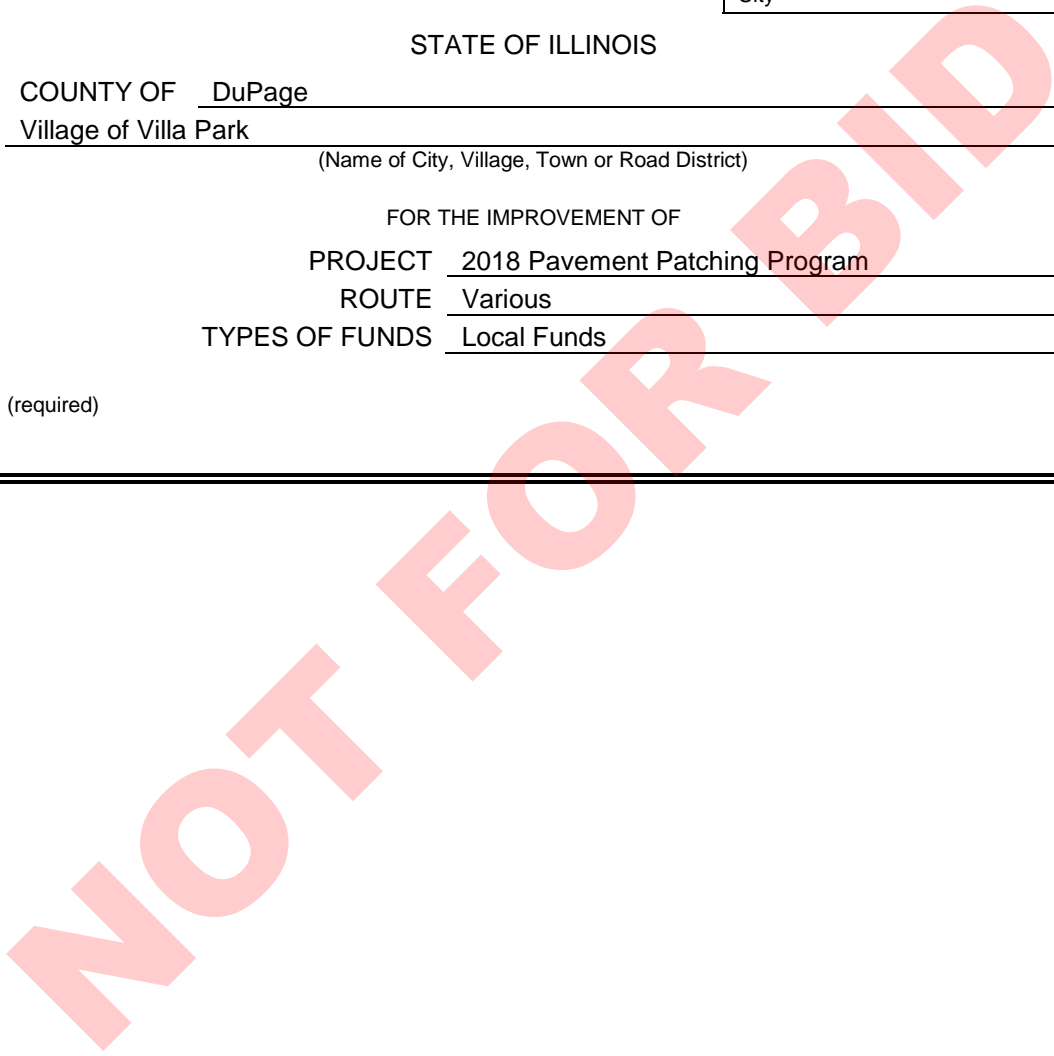 City
STATE OF ILLINOIS
COUNTY OF DuPage
Village of Villa Park
(Name of City, Village, Town or Road District)
FOR THE IMPROVEMENT OF
PROJECT 2018 Pavement Patching Program
ROUTE Various
TYPES OF FUNDS Local Funds
(required)
NOT FOR BID